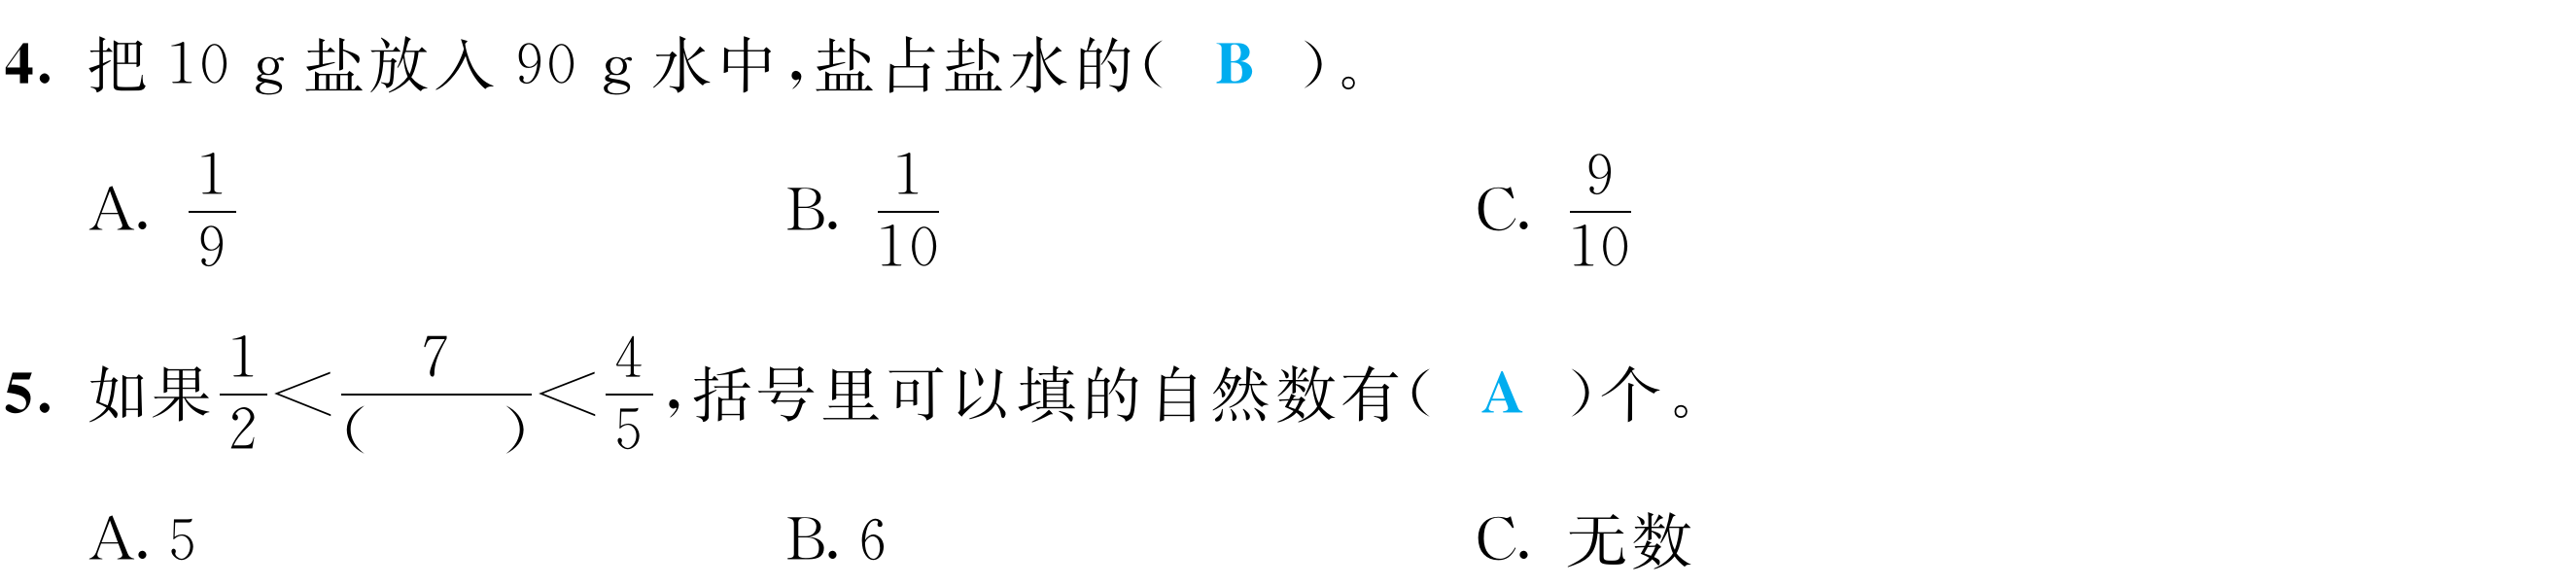 4. 把 10 g 盐放入 90 g 水中,盐占盐水的( B )。
A. 1/9 B. 1/10 C. 9/10
5. 如果 1/2 < 7/( ) < 4/5 ,括号里可以填的自然数有( A )个。
A. 5 B. 6 C. 无数